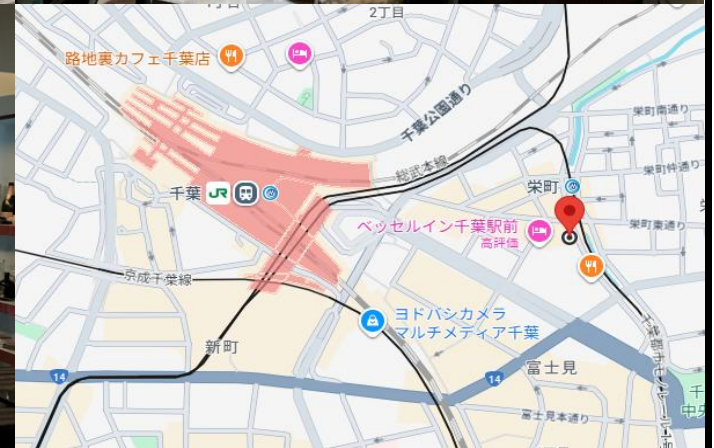 2丁目
路地裏カフェ千葉店
千葉公園通り
栄町南通り
総武本線
栄町仲通り
千葉 JR
栄町
ベッセルイン千葉駅前
高評価
栄町東通り
京成千葉線
ヨドバシカメラ
マルチメディア千葉
新町
富士見
14
14
富士見本通り
千葉都市モノレール1号